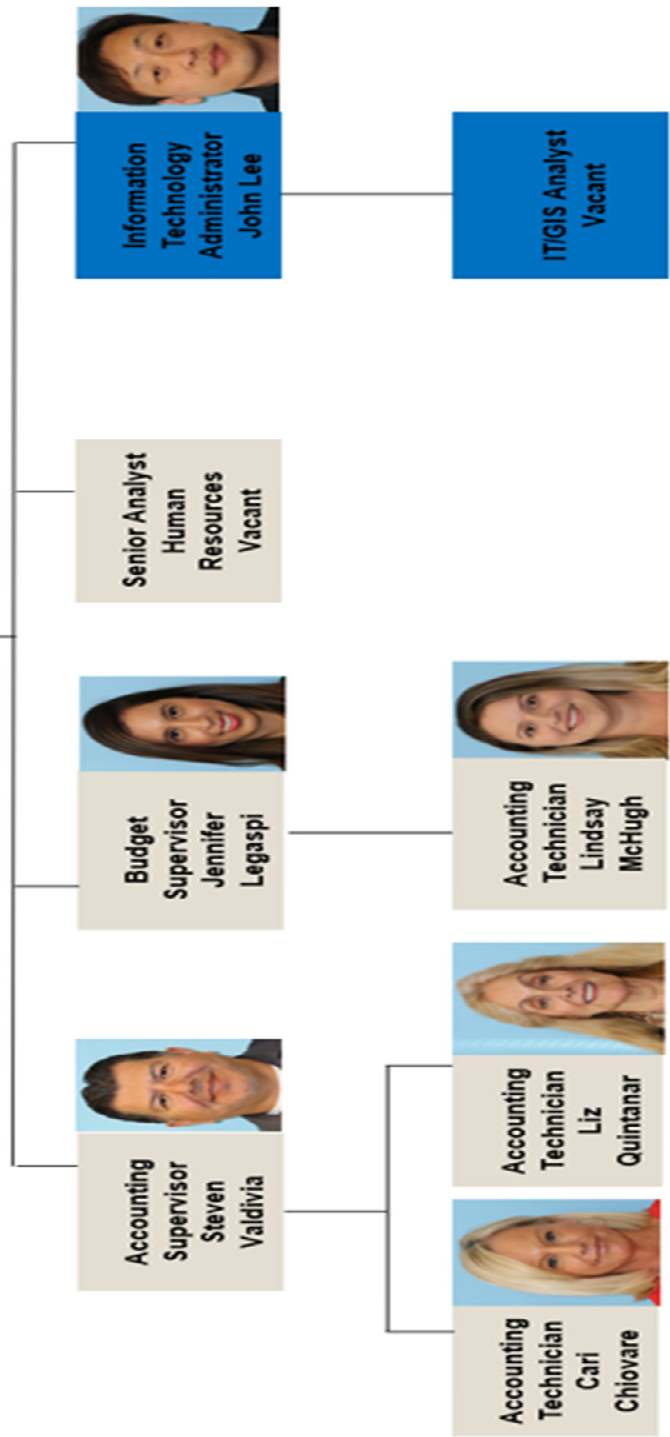 Accounting
Supervisor
Steven
Valdivia
Budget
Supervisor
Jennifer
Legaspi
Senior Analyst
Human
Resources
Vacant
Information
Technology
Administrator
John Lee
Accounting
Technician
Cari
Chiovare
Accounting
Technician
Liz
Quintanar
Accounting
Technician
Lindsay
McHugh
IT/GIS Analyst
Vacant